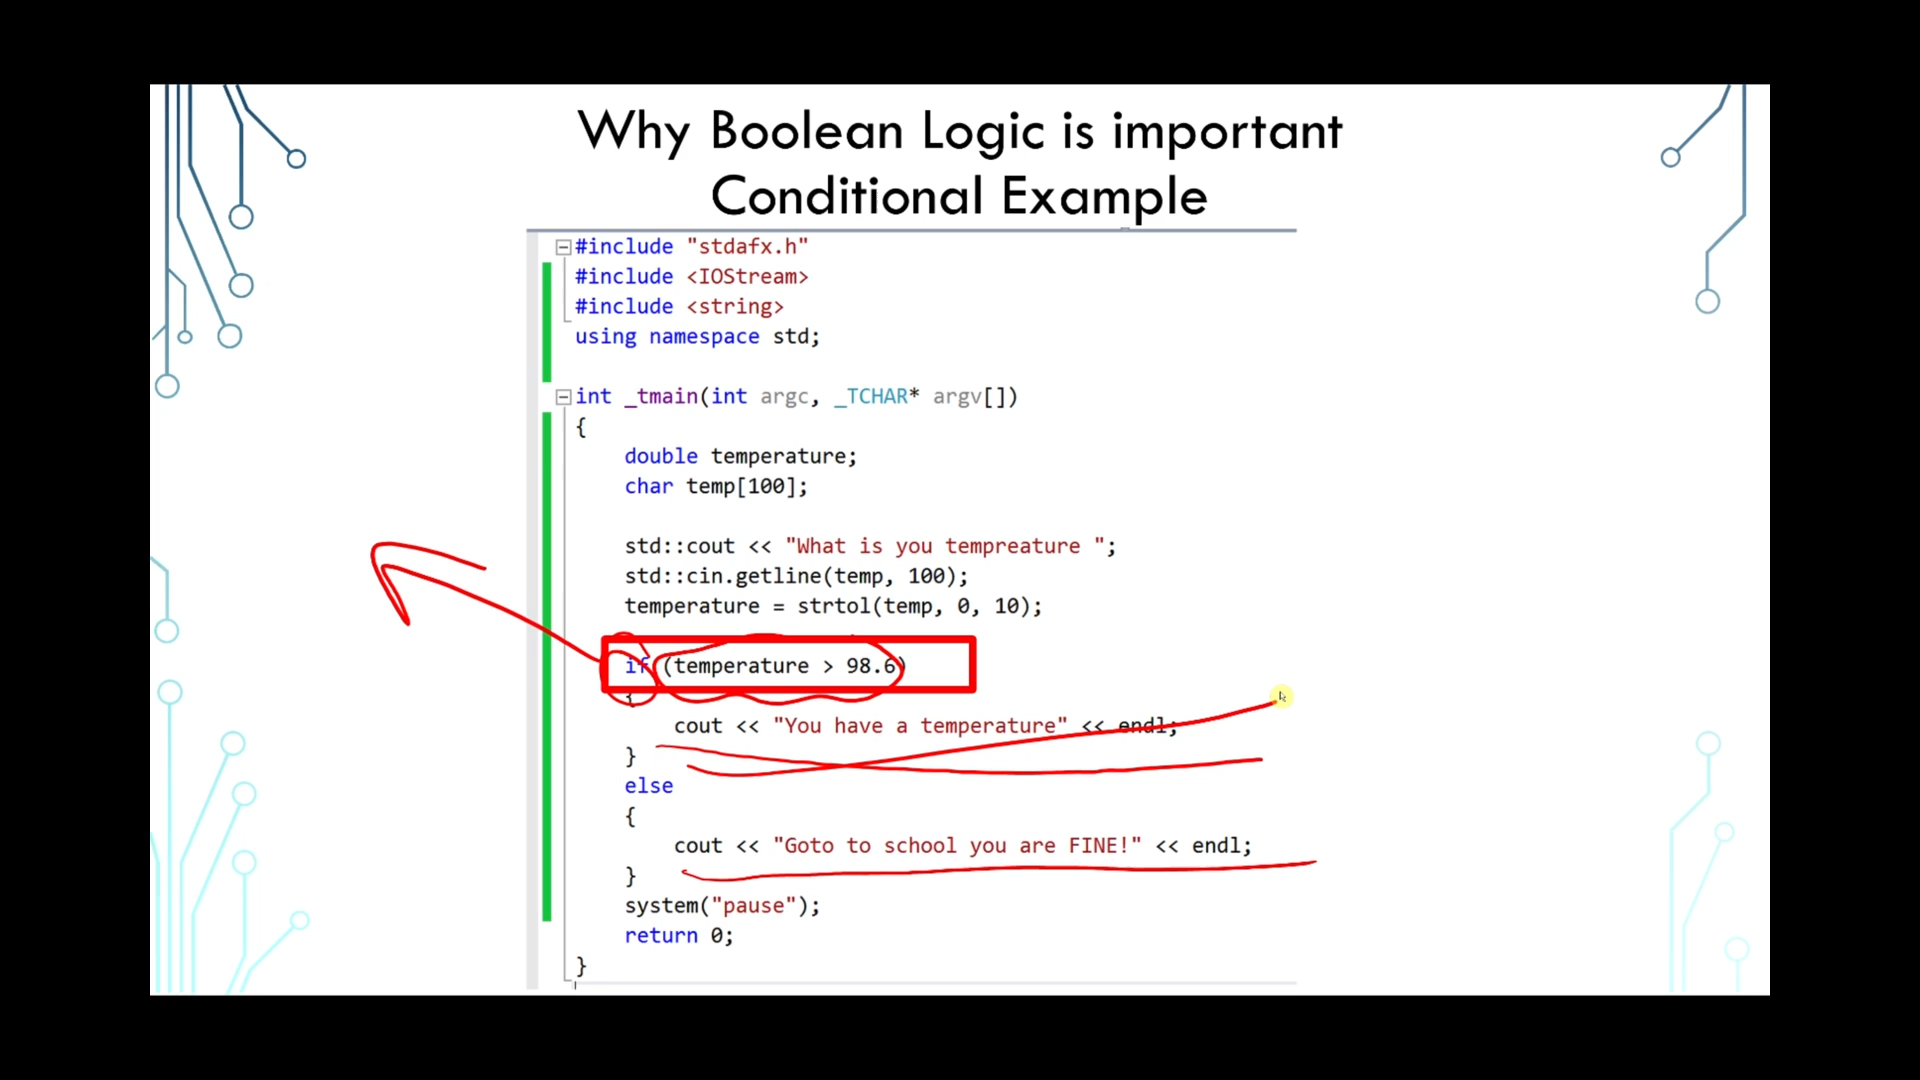 Why Boolean Logic is important
Conditional Example
#include "stdafx.h"
#include <IOStream>
#include <string>
using namespace std;
int _tmain(int argc, _TCHAR* argv[])
{
double temperature;
char temp[100];
std::cout << "What is you tempreature ";
std::cin.getline(temp, 100);
temperature = strtol(temp, 0, 10);
if (temperature > 98.6)
{
cout << "You have a temperature" << endl;
}
else
{
cout << "Goto to school you are FINE!" << endl;
}
system("pause");
return 0;
}